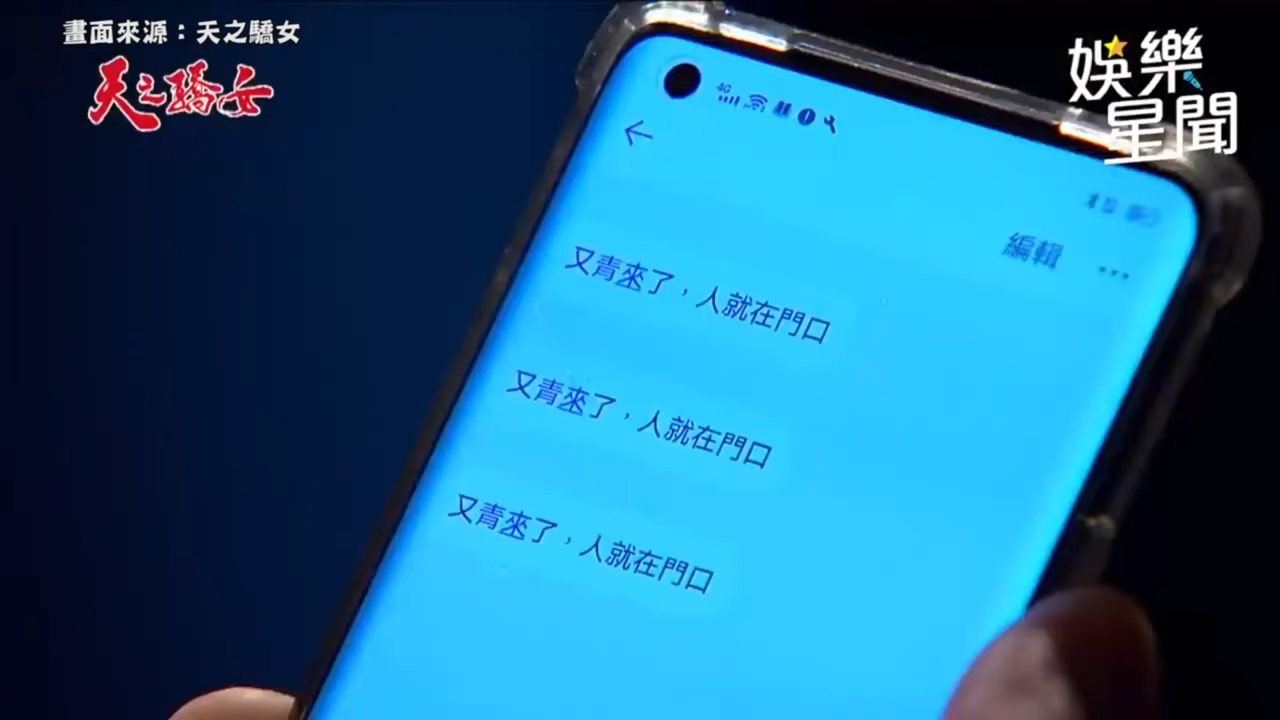 畫面來源：天之驕女
天之驕女
娛樂
星聞
4G
編輯
又青來了，人就在門口
又青來了，人就在門口
又青來了，人就在門口